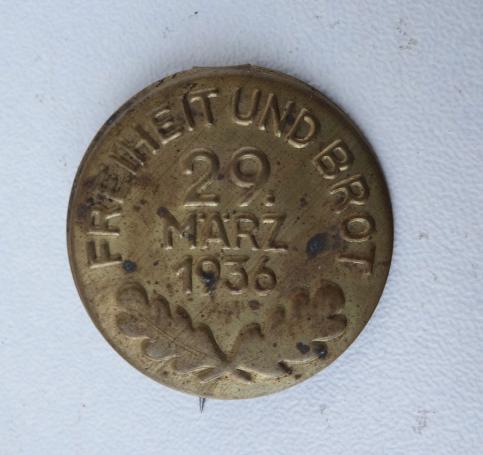 FREIHEIT UND BROT
29.
MÄRZ
1936